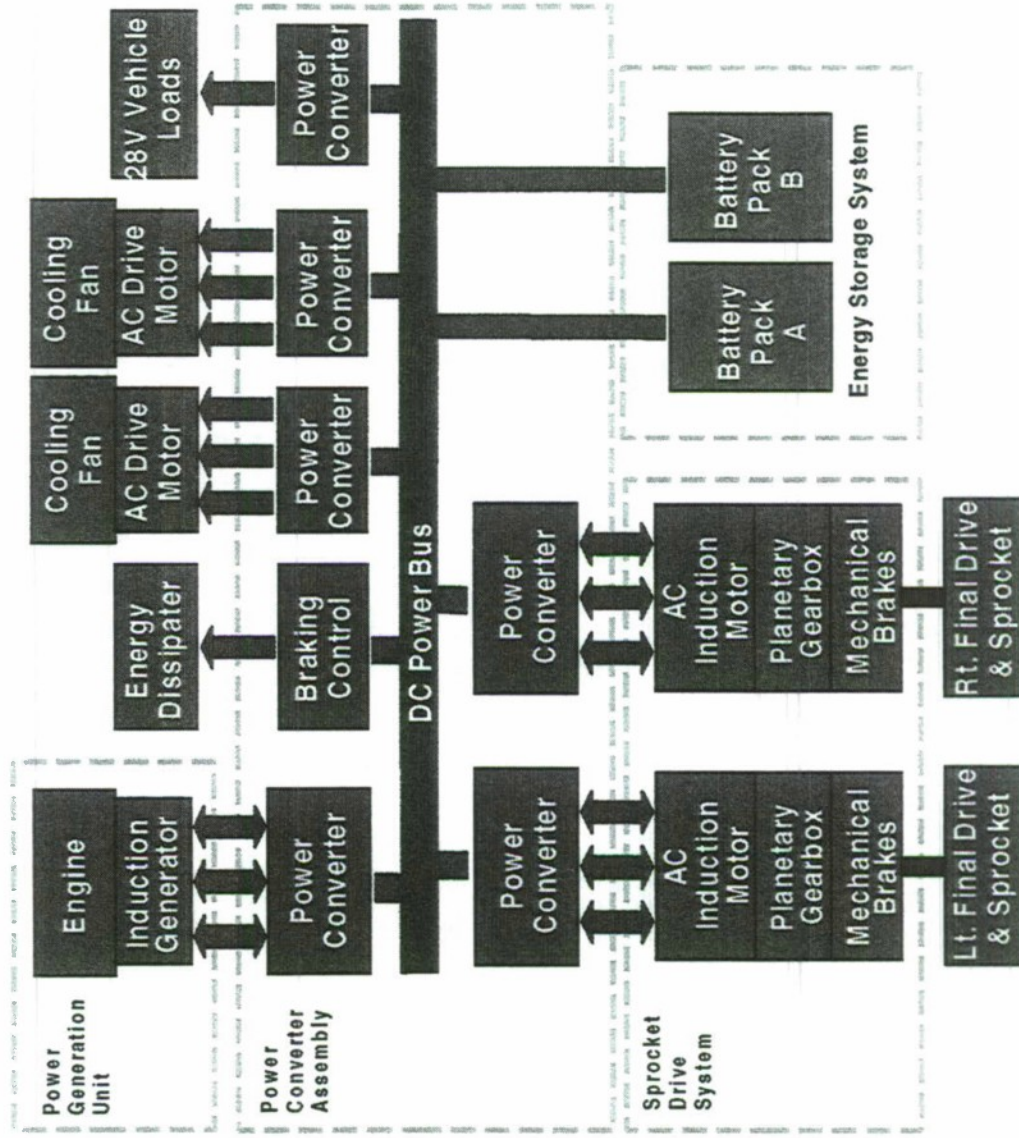 Power
Generation
Unit
Engine
Induction
Generator
Energy
Dissipater
Cooling
Fan
AC Drive
Motor
Cooling
Fan
AC Drive
Motor
28V Vehicle
Loads
Power
Converter
Assembly
Power
Converter
Braking
Control
Power
Converter
Power
Converter
Power
Converter
DC Power Bus
Power
Converter
Power
Converter
Sprocket
Drive
System
AC
Induction
Motor
Planetary
Gearbox
Mechanical
Brakes
AC
Induction
Motor
Planetary
Gearbox
Mechanical
Brakes
Battery
Pack
A
Battery
Pack
B
Energy Storage System
Lt. Final Drive
& Sprocket
Rt. Final Drive
& Sprocket